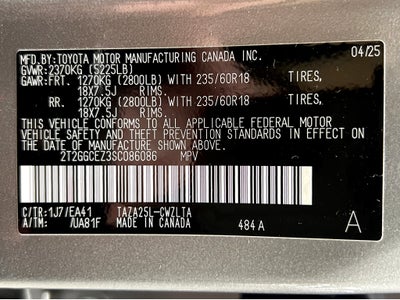 MFD.BY:TOYOTA MOTOR MANUFACTURING CANADA INC. 04/25
GVWR:2370KG (5225LB)
GAWR:FRT. 1270KG (2800LB) WITH 235/60R18 TIRES,
18X7.5J RIMS.
RR. 1270KG (2800LB) WITH 235/60R18 TIRES,
18X7.5J RIMS.
THIS VEHICLE CONFORMS TO ALL APPLICABLE FEDERAL MOTOR
VEHICLE SAFETY AND THEFT PREVENTION STANDARDS IN EFFECT
ON THE DATE OF MANUFACTURE SHOWN ABOVE.
2T2GGCEZ3SC086086 MPV
C/TR:1J7/EA41 TAZA25L-CWZLTA
A/TM: /UA81F MADE IN CANADA 484A A